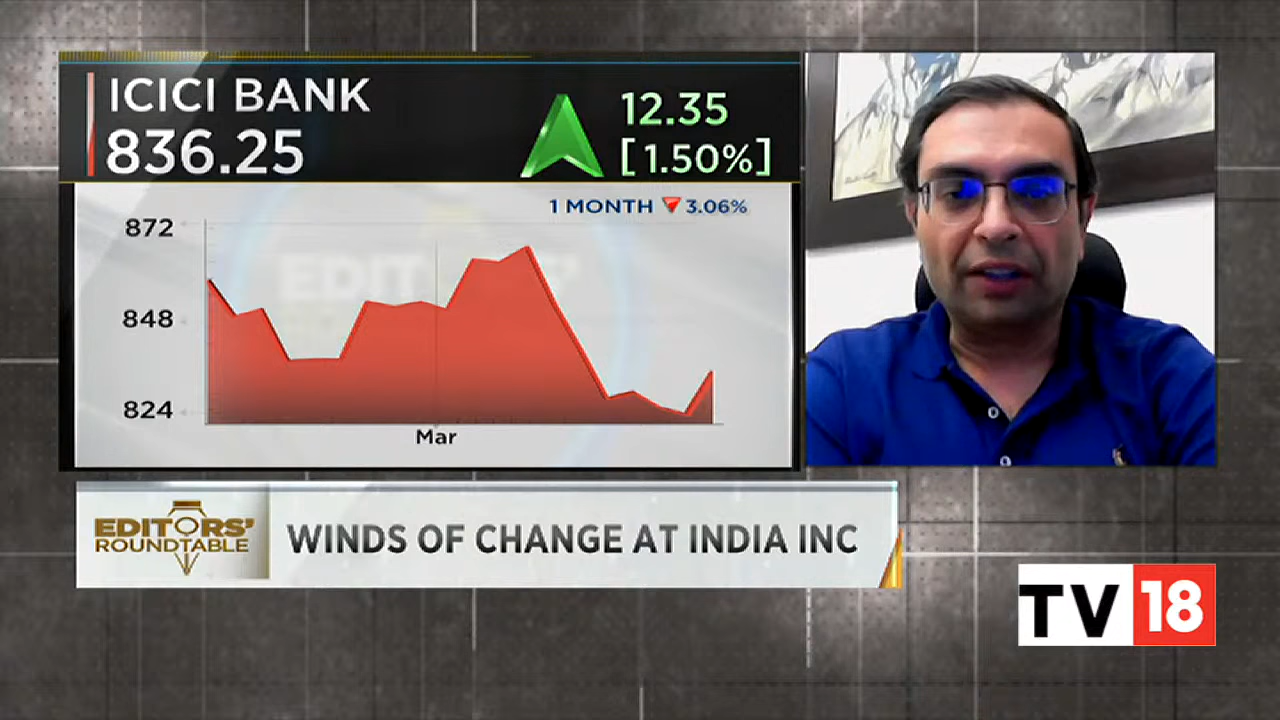 ICICI BANK
836.25
12.35
[1.50%]
1 MONTH 3.06%
872
848
824
Mar
EDITORS'
ROUNDTABLE
WINDS OF CHANGE AT INDIA INC
TV18